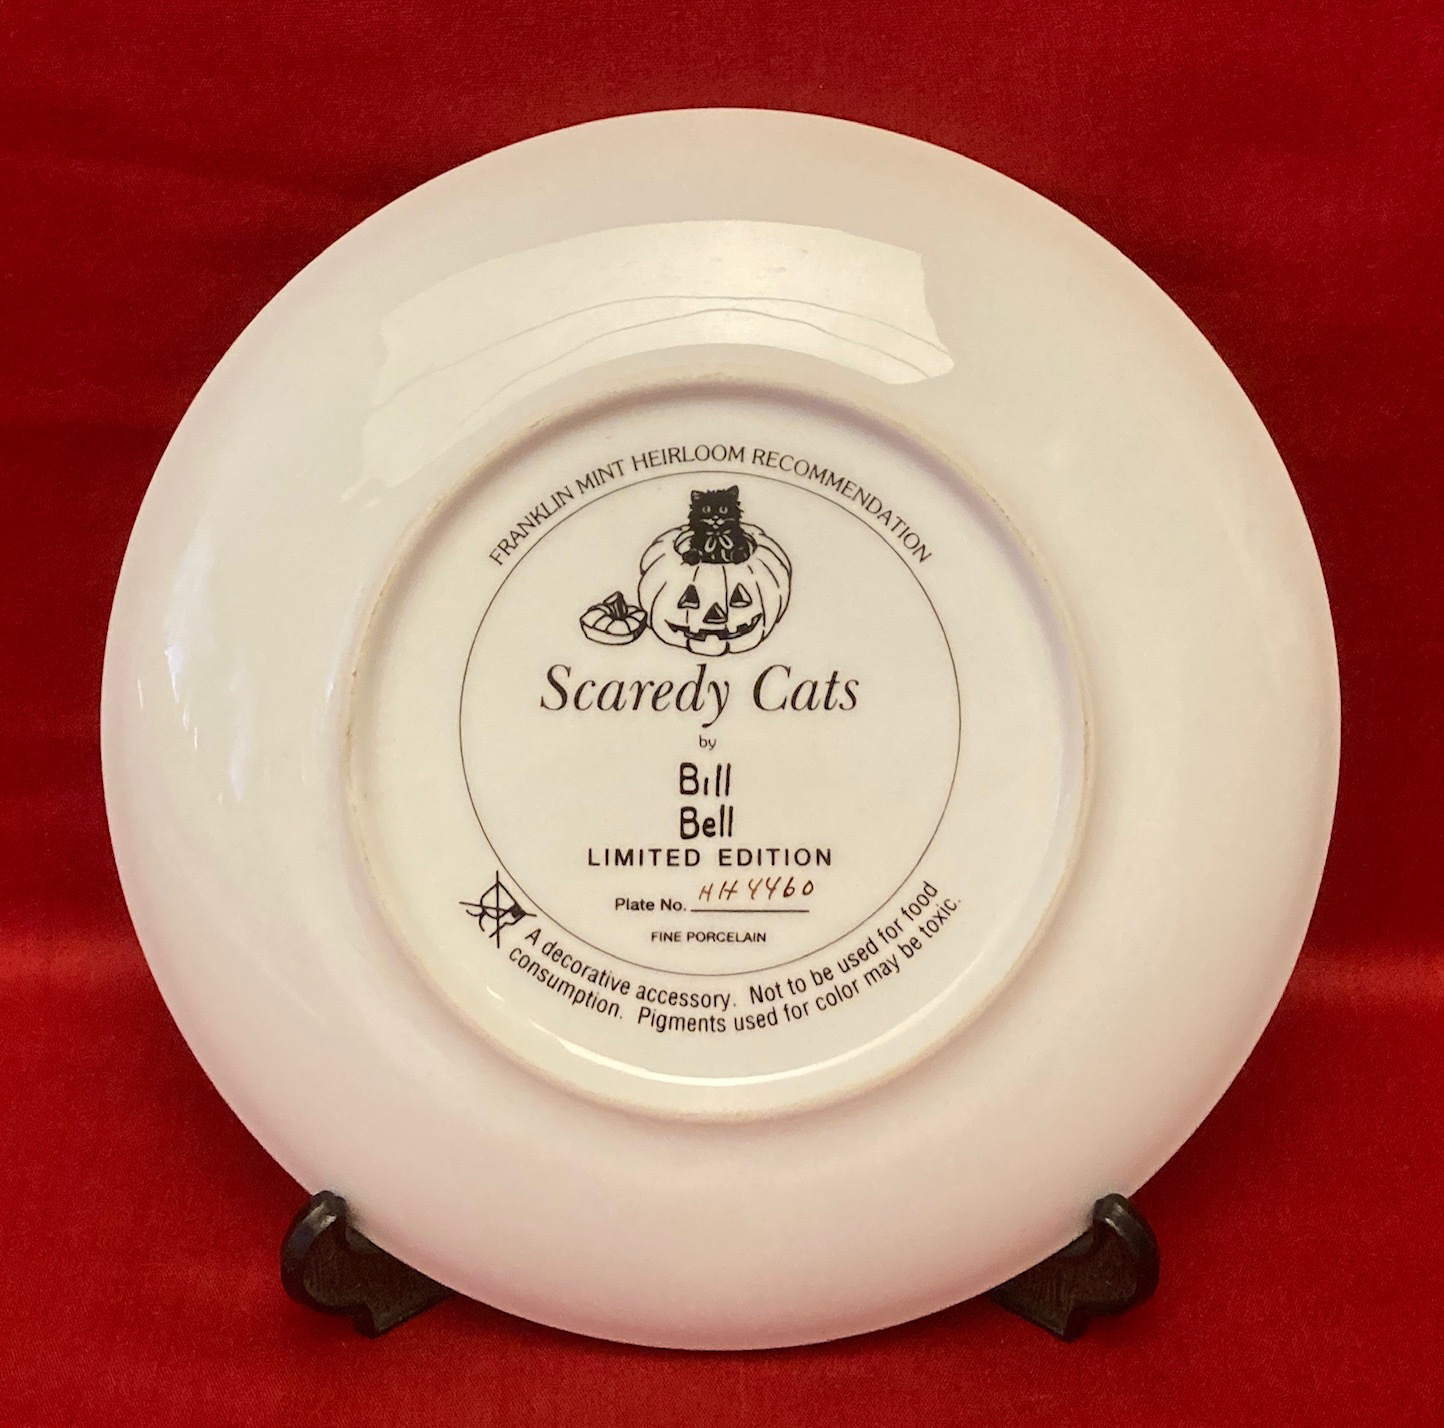 FRANKLIN MINT HEIRLOOM RECOMMENDATION
Scaredy Cats
by
Bill
Bell
LIMITED EDITION
Plate No. HH4460
FINE PORCELAIN
A decorative accessory. Not to be used for food
consumption. Pigments used for color may be toxic.